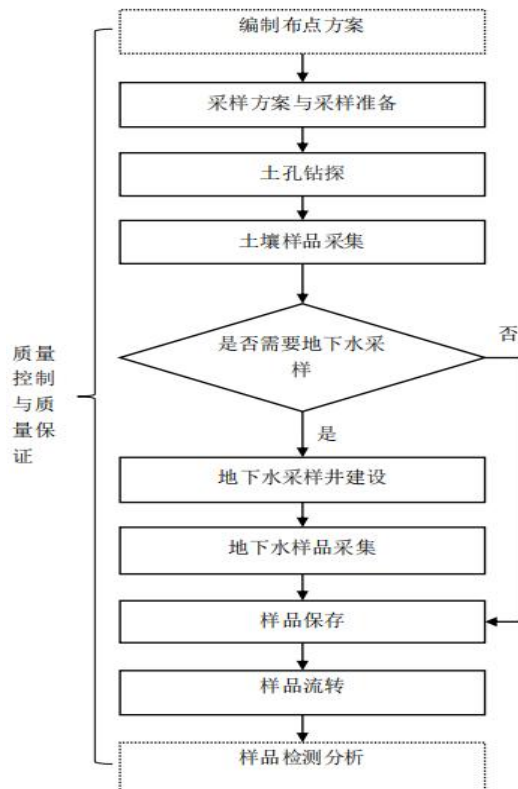 编制布点方案
采样方案与采样准备
土孔钻探
土壤样品采集
是否需要地下水采
样
否
是
质量
控制
与质
量保
证
地下水采样井建设
地下水样品采集
样品保存
样品流转
样品检测分析